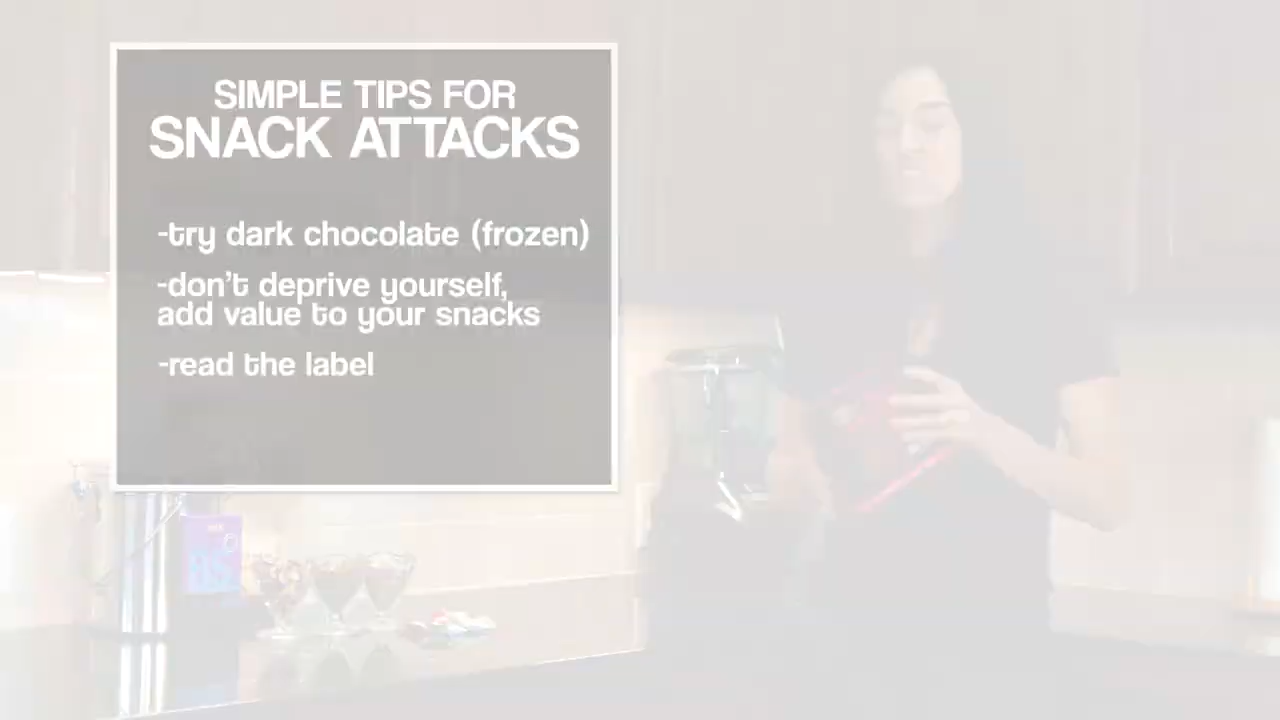 SIMPLE TIPS FOR
SNACK ATTACKS
-try dark chocolate (frozen)
-don't deprive yourself,
add value to your snacks
-read the label